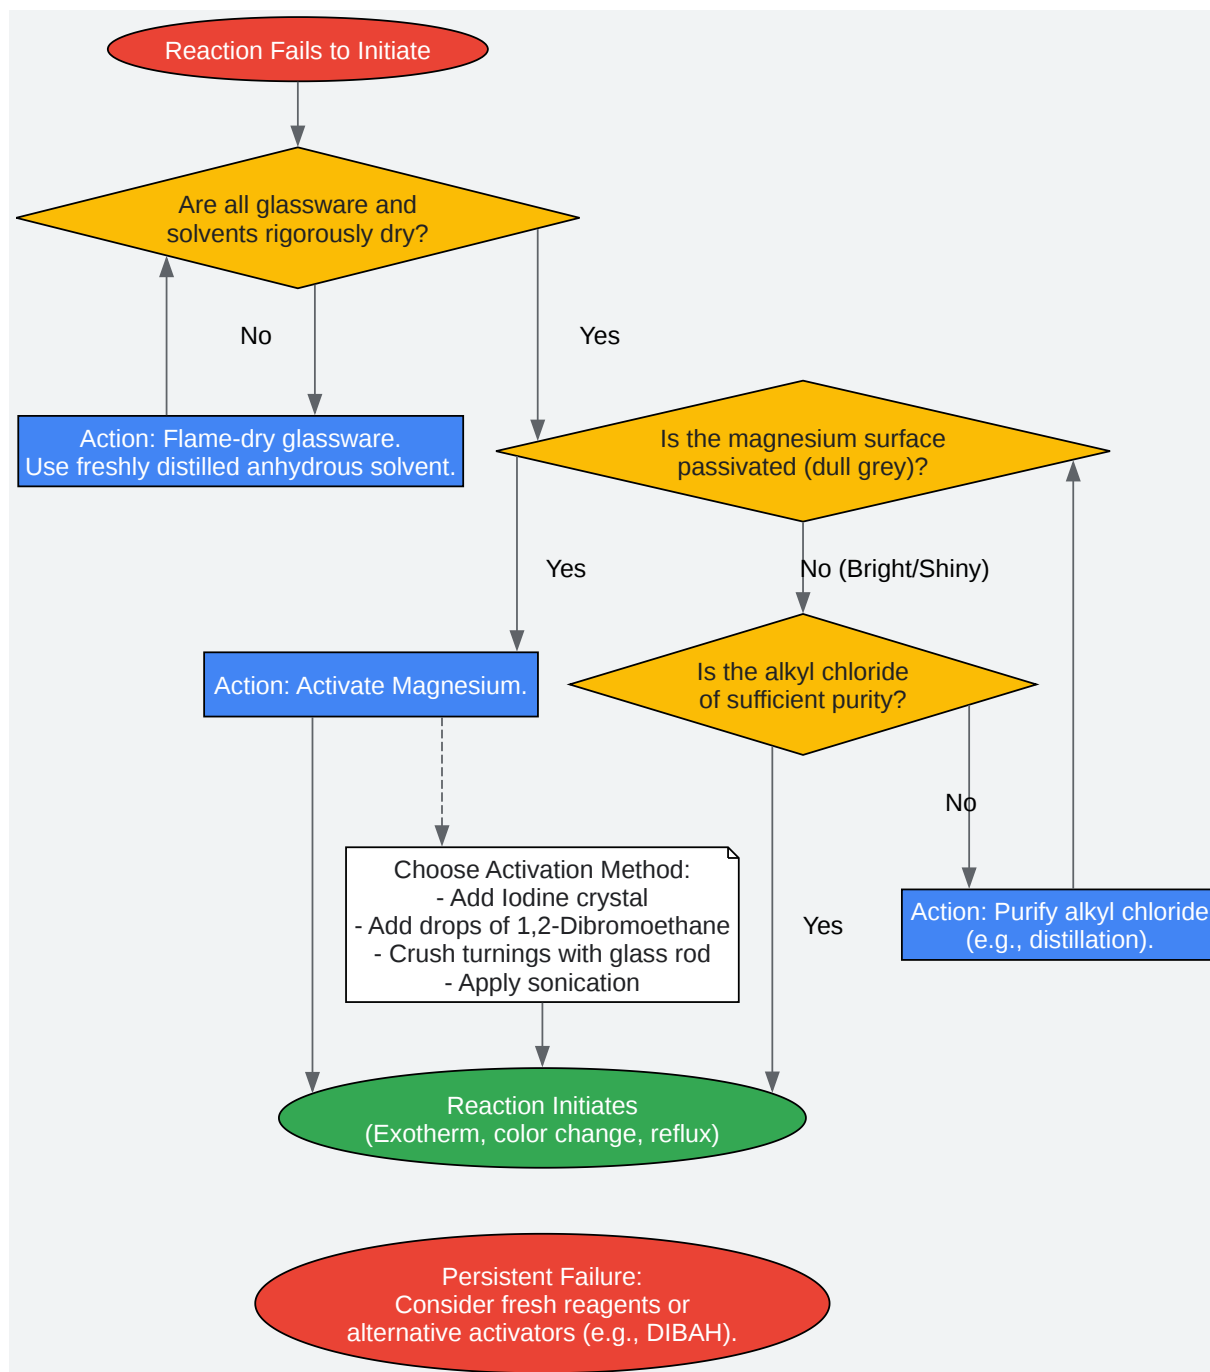 Reaction Fails to Initiate
Are all glassware and
solvents rigorously dry?
No
Yes
Action: Flame-dry glassware.
Use freshly distilled anhydrous solvent.
Is the magnesium surface
passivated (dull grey)?
Yes
No (Bright/Shiny)
Action: Activate Magnesium.
Is the alkyl chloride
of sufficient purity?
No
Choose Activation Method:
- Add Iodine crystal
- Add drops of 1,2-Dibromoethane
- Crush turnings with glass rod
- Apply sonication
Yes
Action: Purify alkyl chloride
(e.g., distillation).
Reaction Initiates
(Exotherm, color change, reflux)
Persistent Failure:
Consider fresh reagents or
alternative activators (e.g., DIBAH).